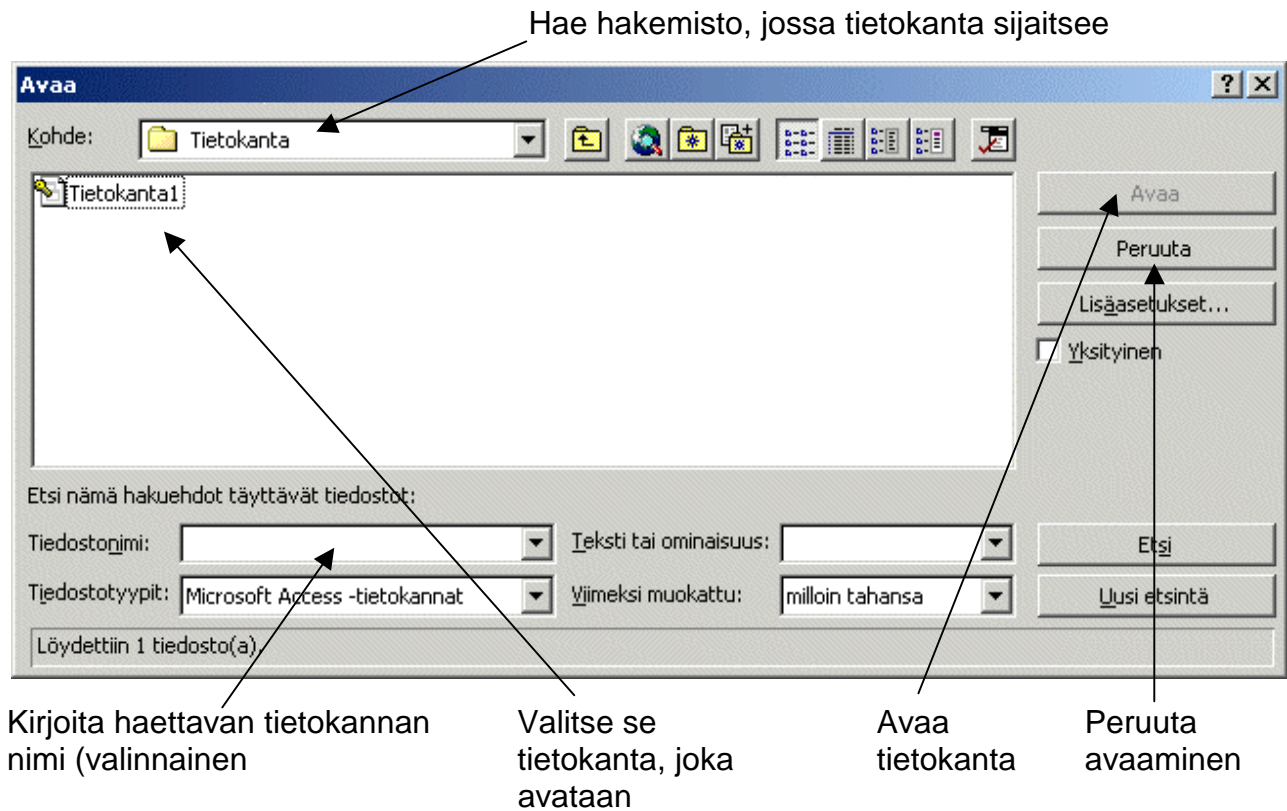 Hae hakemisto, jossa tietokanta sijaitsee
Avaa
Kohde: Tietokanta
Tietokanta1
Avaa
Peruuta
Lisäasetukset...
Yksityinen
Etsi nämä hakuehdot täyttävät tiedostot:
Tiedostonimi: Teksti tai ominaisuus: Etsi
Tiedostotyypit: Microsoft Access -tietokannat Viimeksi muokattu: milloin tahansa Uusi etsintä
Löydettiin 1 tiedosto(a).
Kirjoita haettavan tietokannan
nimi (valinnainen
Valitse se
tietokanta, joka
avataan
Avaa
tietokanta
Peruuta
avaaminen